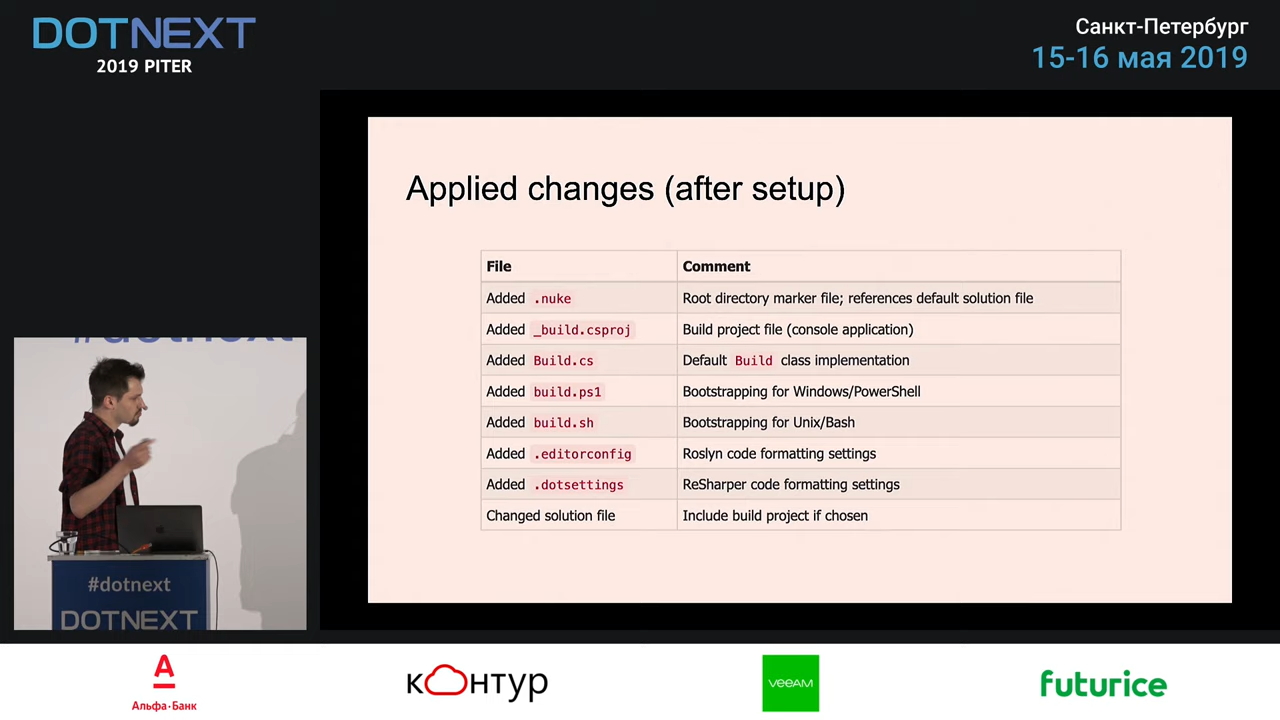 DOTNEXT
2019 PITER
Санкт-Петербург
15-16 мая 2019
Applied changes (after setup)
File Comment
Added .nuke Root directory marker file; references default solution file
Added _build.csproj Build project file (console application)
Added Build.cs Default Build class implementation
Added build.ps1 Bootstrapping for Windows/PowerShell
Added build.sh Bootstrapping for Unix/Bash
Added .editorconfig Roslyn code formatting settings
Added .dotsettings ReSharper code formatting settings
Changed solution file Include build project if chosen
#dotnext
#dotnext
DOTNEXT
А
Альфа·Банк
контур
veeam
futurice